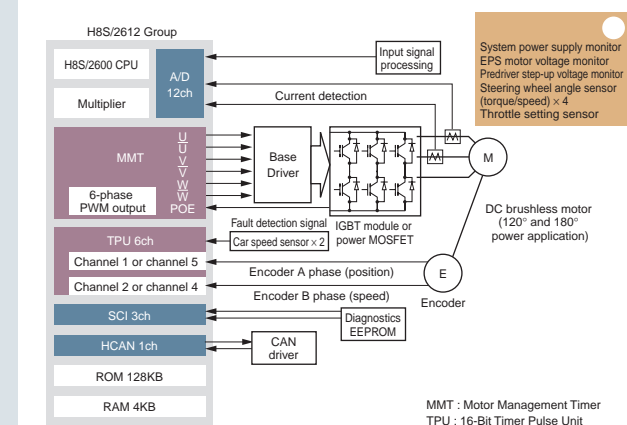 H8S/2612 Group
H8S/2600 CPU
Multiplier
A/D
12ch
Input signal
processing
Current detection
System power supply monitor
EPS motor voltage monitor
Predriver step-up voltage monitor
Steering wheel angle sensor
(torque/speed) × 4
Throttle setting sensor
MMT
U
U
V
V
W
W
POE
6-phase
PWM output
Base
Driver
IGBT module or
power MOSFET
M
DC brushless motor
(120° and 180°
power application)
Fault detection signal
Car speed sensor × 2
TPU 6ch
Channel 1 or channel 5
Channel 2 or channel 4
Encoder A phase (position)
Encoder B phase (speed)
E
Encoder
SCI 3ch
Diagnostics
EEPROM
HCAN 1ch
CAN
driver
ROM 128KB
RAM 4KB
MMT : Motor Management Timer
TPU : 16-Bit Timer Pulse Unit